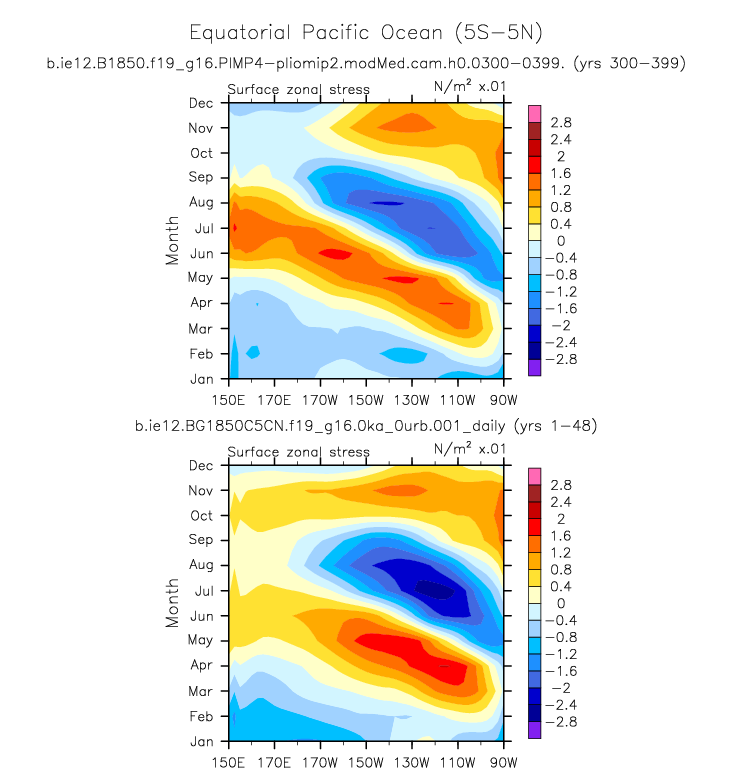 Equatorial Pacific Ocean (5S-5N)
b.ie12.B1850.f19_g16.PIMP4-pliomip2.modMed.cam.h0.0300-0399. (yrs 300-399)
Surface zonal stress N/m² x.01
Dec
Nov
Oct
Sep
Aug
Jul
Jun
May
Apr
Mar
Feb
Jan
Month
150E 170E 170W 150W 130W 110W 90W
2.8
2.4
2
1.6
1.2
0.8
0.4
0
-0.4
-0.8
-1.2
-1.6
-2
-2.4
-2.8
b.ie12.BG1850C5CN.f19_g16.0ka_0urb.001_daily (yrs 1-48)
Surface zonal stress N/m² x.01
Dec
Nov
Oct
Sep
Aug
Jul
Jun
May
Apr
Mar
Feb
Jan
Month
150E 170E 170W 150W 130W 110W 90W
2.8
2.4
2
1.6
1.2
0.8
0.4
0
-0.4
-0.8
-1.2
-1.6
-2
-2.4
-2.8